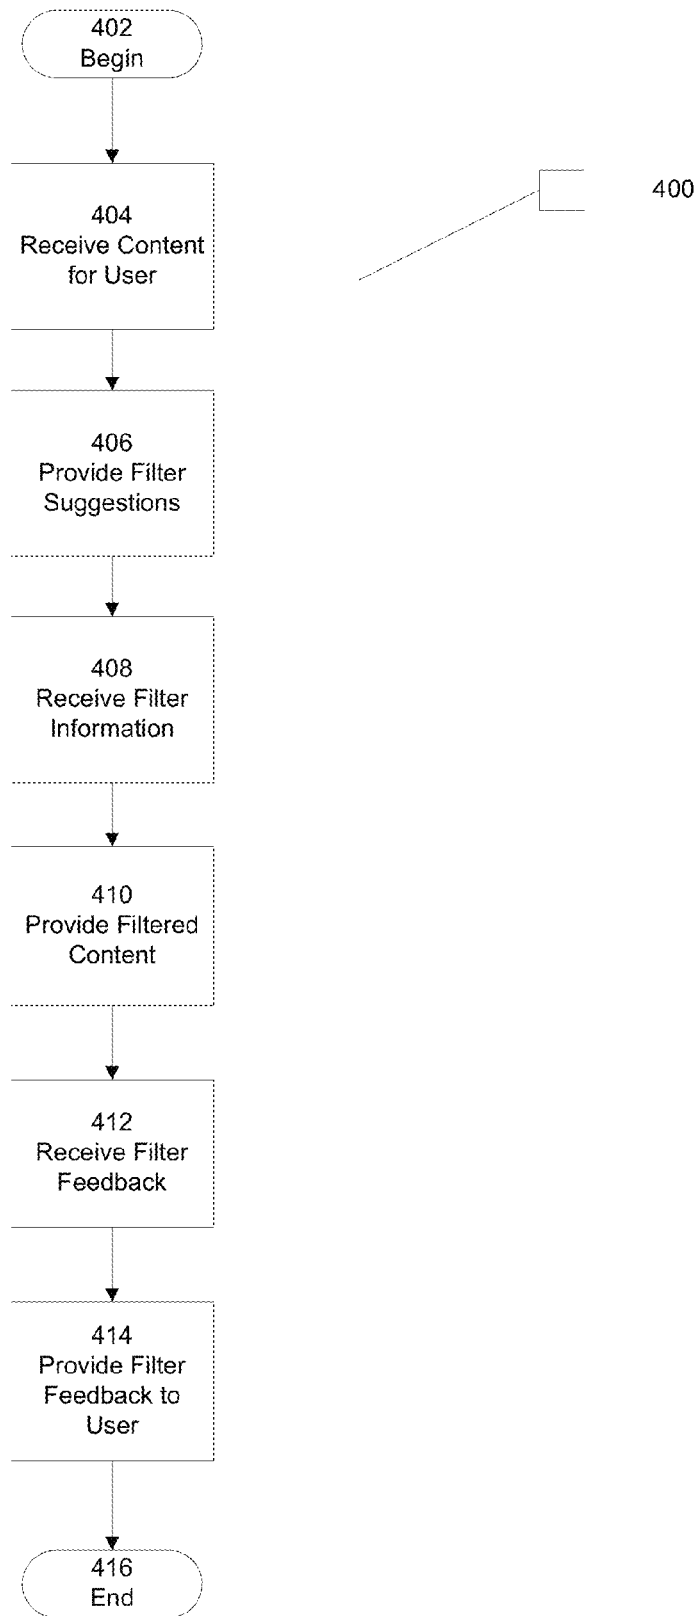 402
Begin
404
Receive Content
for User
400
406
Provide Filter
Suggestions
408
Receive Filter
Information
410
Provide Filtered
Content
412
Receive Filter
Feedback
414
Provide Filter
Feedback to
User
416
End